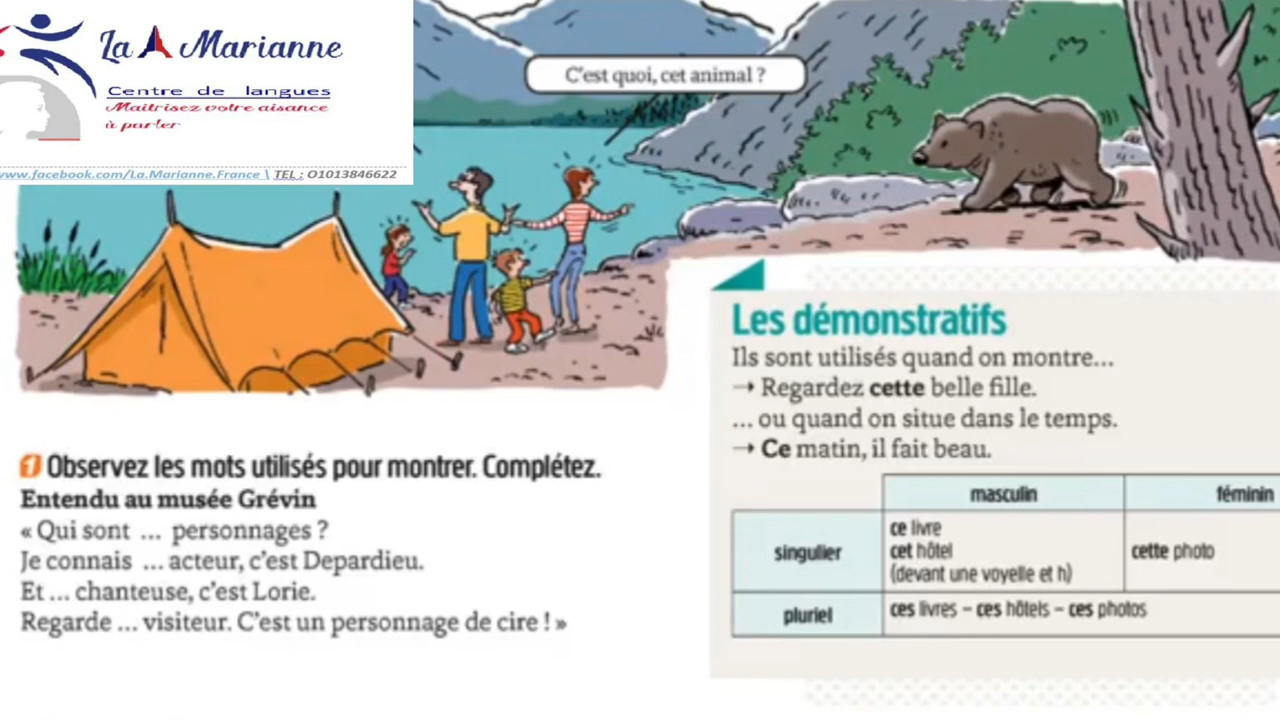 La Marianne
Centre de langues
Maitrisez votre aisance
à parler
www.facebook.com/La.Marianne.France \ TEL : 01013846622
C'est quoi, cet animal ?
1 Observez les mots utilisés pour montrer. Complétez.
Entendu au musée Grévin
« Qui sont ... personnages ?
Je connais ... acteur, c'est Depardieu.
Et ... chanteuse, c'est Lorie.
Regarde ... visiteur. C'est un personnage de cire ! »
Les démonstratifs
Ils sont utilisés quand on montre...
→ Regardez cette belle fille.
... ou quand on situe dans le temps.
→ Ce matin, il fait beau.
masculin féminin
singulier
ce livre
cet hôtel
(devant une voyelle et h)
cette photo
pluriel
ces livres – ces hôtels – ces photos